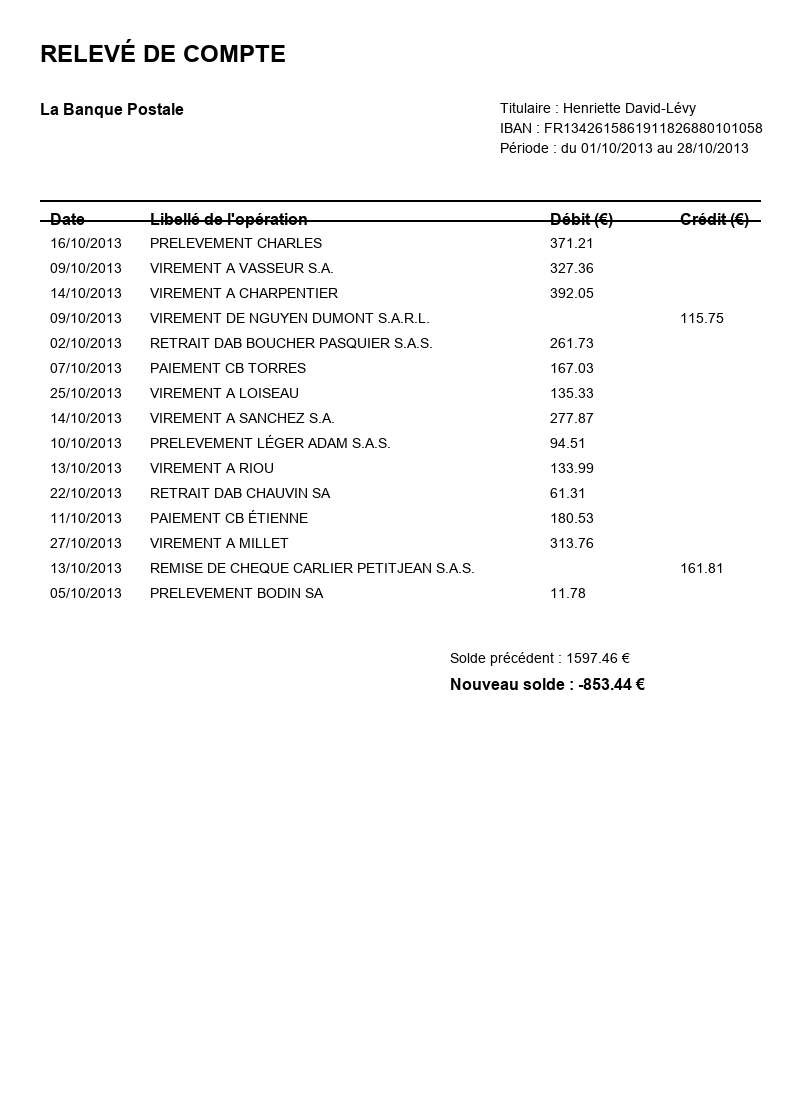 RELEVÉ DE COMPTE
La Banque Postale
Titulaire : Henriette David-Lévy
IBAN : FR1342615861911826880101058
Période : du 01/10/2013 au 28/10/2013
Date Libellé de l'opération Débit (€) Crédit (€)
16/10/2013 PRELEVEMENT CHARLES 371.21
09/10/2013 VIREMENT A VASSEUR S.A. 327.36
14/10/2013 VIREMENT A CHARPENTIER 392.05
09/10/2013 VIREMENT DE NGUYEN DUMONT S.A.R.L. 115.75
02/10/2013 RETRAIT DAB BOUCHER PASQUIER S.A.S. 261.73
07/10/2013 PAIEMENT CB TORRES 167.03
25/10/2013 VIREMENT A LOISEAU 135.33
14/10/2013 VIREMENT A SANCHEZ S.A. 277.87
10/10/2013 PRELEVEMENT LÉGER ADAM S.A.S. 94.51
13/10/2013 VIREMENT A RIOU 133.99
22/10/2013 RETRAIT DAB CHAUVIN SA 61.31
11/10/2013 PAIEMENT CB ÉTIENNE 180.53
27/10/2013 VIREMENT A MILLET 313.76
13/10/2013 REMISE DE CHEQUE CARLIER PETITJEAN S.A.S. 161.81
05/10/2013 PRELEVEMENT BODIN SA 11.78
Solde précédent : 1597.46 €
Nouveau solde : -853.44 €